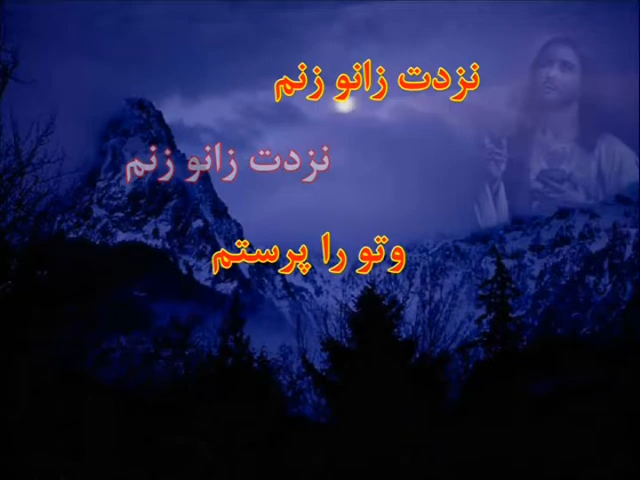 نزدت زانو زنم
نزدت زانو زنم
وتو را پرستم